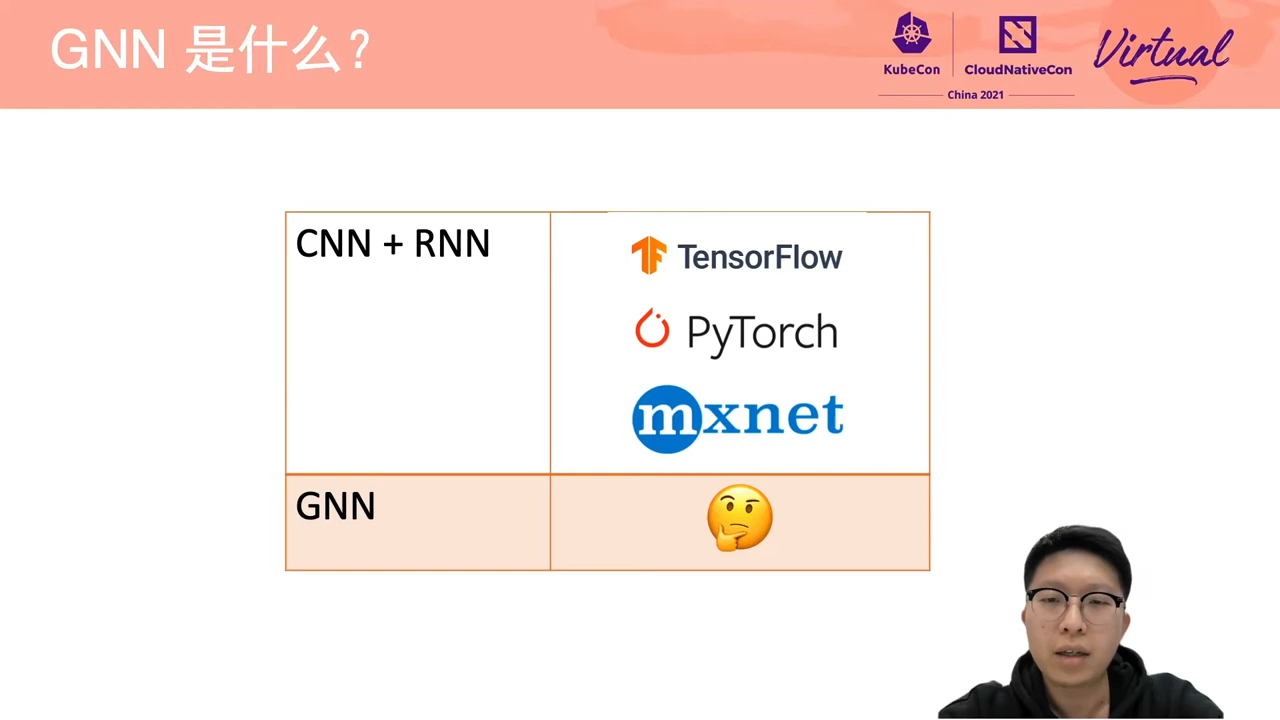 GNN 是什么？
KubeCon
CloudNativeCon
Virtual
China 2021
CNN + RNN
TensorFlow
PyTorch
mxnet
GNN